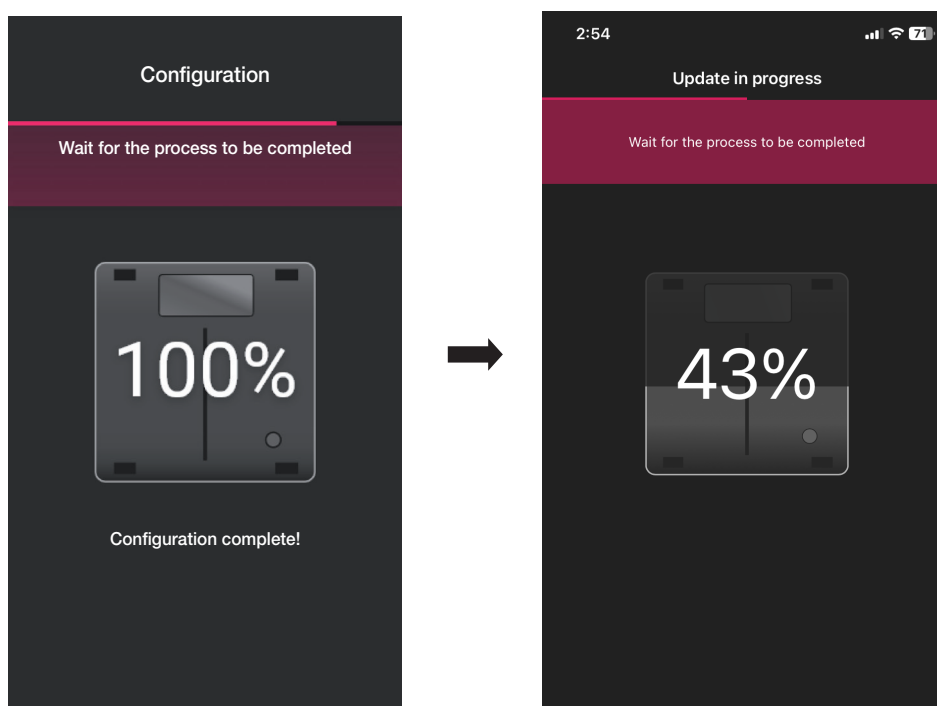 Configuration
Wait for the process to be completed
100%
Configuration complete!
2:54
71
Update in progress
Wait for the process to be completed
43%